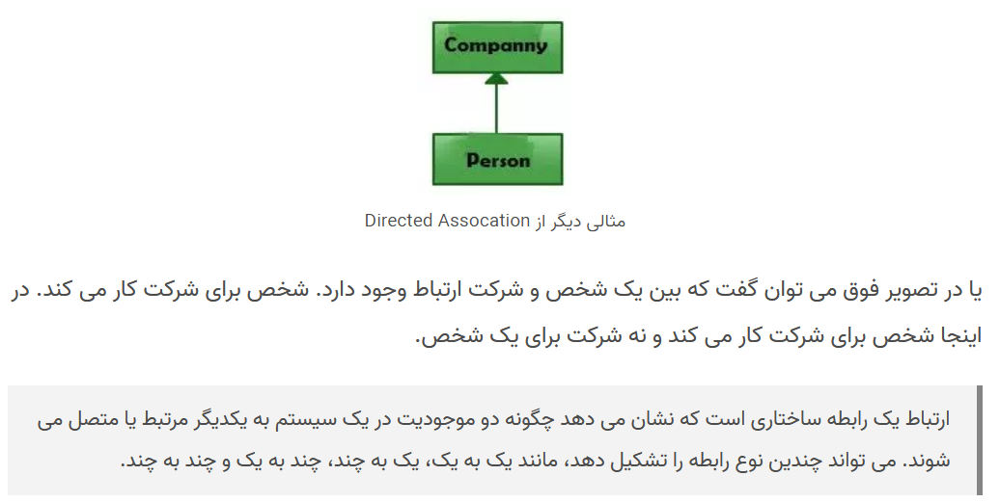 Companny
Person
مثالی دیگر از Directed Assocation
یا در تصویر فوق می توان گفت که بین یک شخص و شرکت ارتباط وجود دارد. شخص برای شرکت کار می کند. در
اینجا شخص برای شرکت کار می کند و نه شرکت برای یک شخص.
ارتباط یک رابطه ساختاری است که نشان می دهد چگونه دو موجودیت در یک سیستم به یکدیگر مرتبط یا متصل می
شوند. می تواند چندین نوع رابطه را تشکیل دهد، مانند یک به یک، یک به چند، چند به یک و چند به چند.